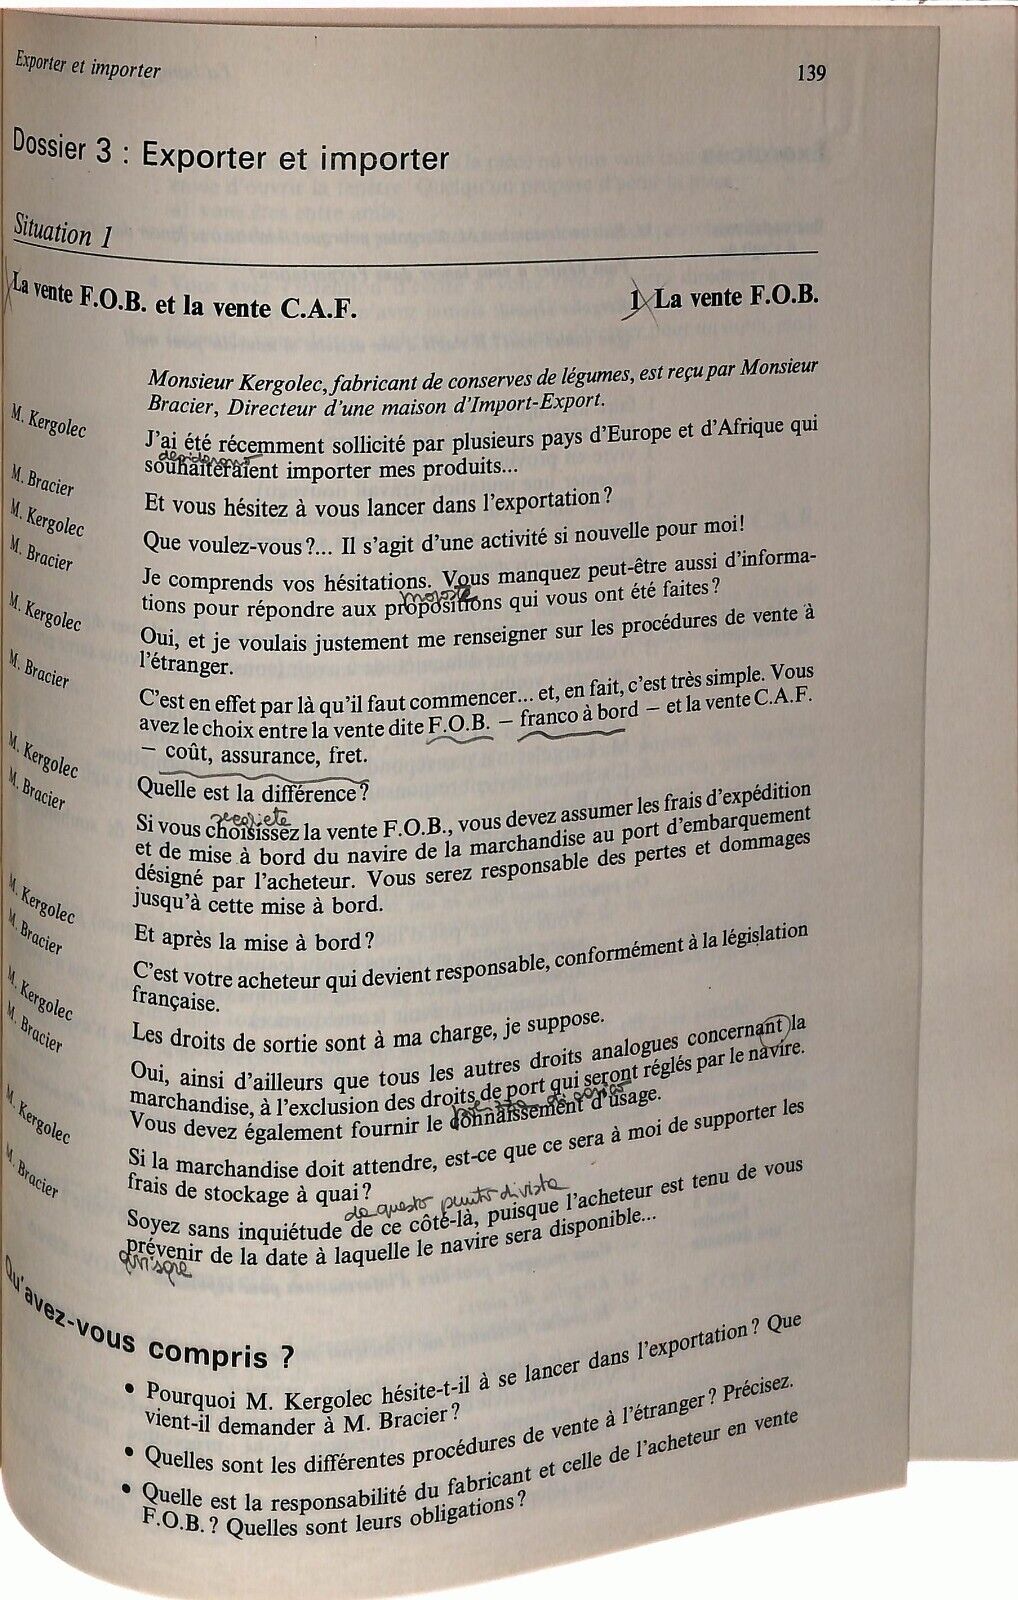 Exporter et importer
139
Dossier 3 : Exporter et importer
Situation 1
La vente F.O.B. et la vente C.A.F.
1 La vente F.O.B.
Monsieur Kergolec, fabricant de conserves de légumes, est reçu par Monsieur
Bracier, Directeur d'une maison d'Import-Export.
M. Kergolec
J'ai été récemment sollicité par plusieurs pays d'Europe et d'Afrique qui
souhaiteraient importer mes produits...
M. Bracier
Et vous hésitez à vous lancer dans l'exportation ?
M. Kergolec
Que voulez-vous ?... Il s'agit d'une activité si nouvelle pour moi !
M. Bracier
Je comprends vos hésitations. Vous manquez peut-être aussi d'informa-
tions pour répondre aux propositions qui vous ont été faites ?
M. Kergolec
Oui, et je voulais justement me renseigner sur les procédures de vente à
l'étranger.
M. Bracier
C'est en effet par là qu'il faut commencer... et, en fait, c'est très simple. Vous
avez le choix entre la vente dite F.O.B. – franco à bord – et la vente C.A.F.
– coût, assurance, fret.
M. Kergolec
Quelle est la différence ?
M. Bracier
Si vous choisissez la vente F.O.B., vous devez assumer les frais d'expédition
et de mise à bord du navire de la marchandise au port d'embarquement
désigné par l'acheteur. Vous serez responsable des pertes et dommages
jusqu'à cette mise à bord.
M. Kergolec
Et après la mise à bord ?
M. Bracier
C'est votre acheteur qui devient responsable, conformément à la législation
française.
M. Kergolec
Les droits de sortie sont à ma charge, je suppose.
M. Bracier
Oui, ainsi d'ailleurs que tous les autres droits analogues concernant la
marchandise, à l'exclusion des droits de port qui seront réglés par le navire.
Vous devez également fournir le connaissement d'usage.
M. Kergolec
Si la marchandise doit attendre, est-ce que ce sera à moi de supporter les
frais de stockage à quai ?
da questo punto di vista
M. Bracier
Soyez sans inquiétude de ce côté-là, puisque l'acheteur est tenu de vous
prévenir de la date à laquelle le navire sera disponible...
Qu'avez-vous compris ?
• Pourquoi M. Kergolec hésite-t-il à se lancer dans l'exportation ? Que
vient-il demander à M. Bracier ?
• Quelles sont les différentes procédures de vente à l'étranger ? Précisez.
• Quelle est la responsabilité du fabricant et celle de l'acheteur en vente
F.O.B. ? Quelles sont leurs obligations ?